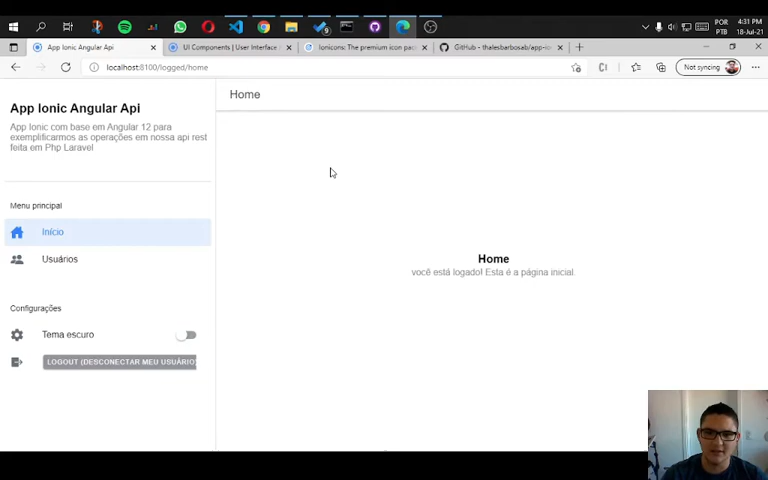 POR
PTB
4:31 PM
18-Jul-21
App Ionic Angular Api
UI Components | User Interface
Ionicons: The premium icon pac
GitHub - thalesbarbosab/app-io
localhost:8100/logged/home
Not syncing
App Ionic Angular Api
App Ionic com base em Angular 12 para
exemplificarmos as operações em nossa api rest
feita em Php Laravel
Menu principal
Início
Usuários
Configurações
Tema escuro
LOGOUT (DESCONECTAR MEU USUÁRIO)
Home
Home
você está logado! Esta é a página inicial.